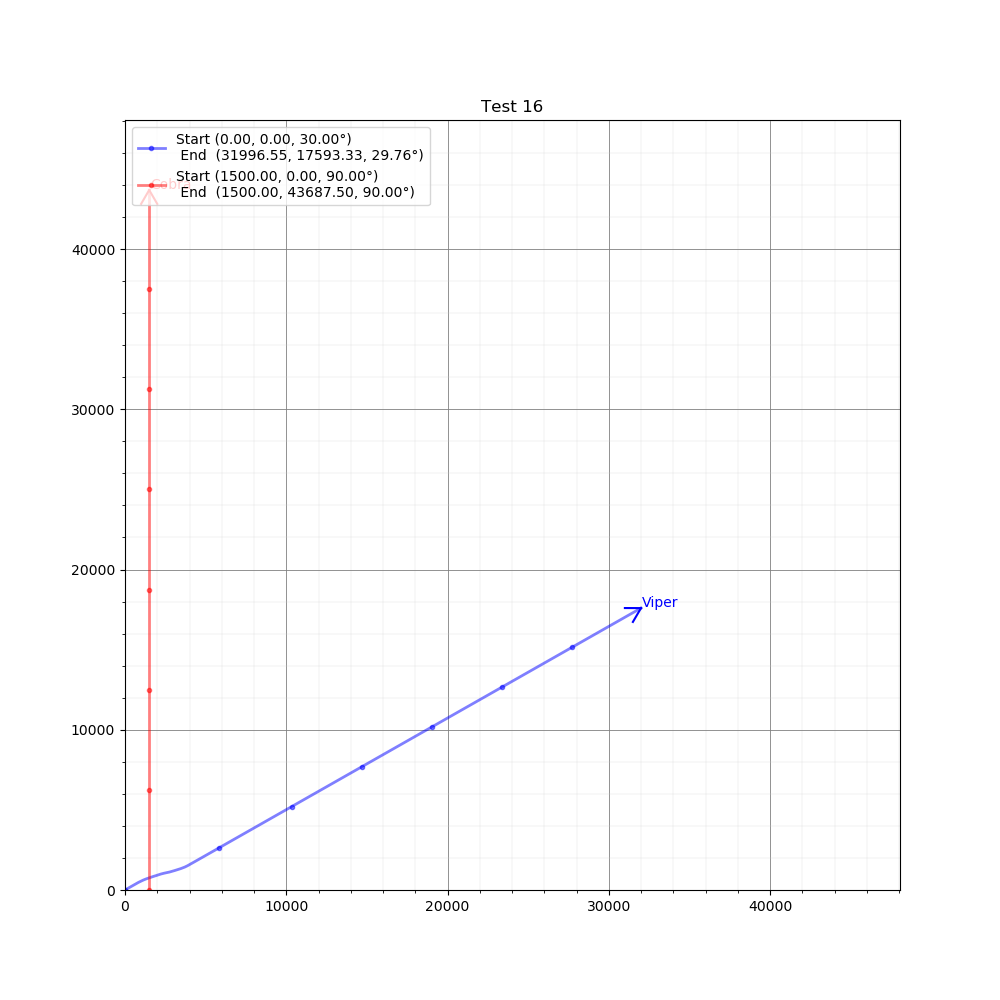 Test 16
Start (0.00, 0.00, 30.00°)
End (31996.55, 17593.33, 29.76°)
Start (1500.00, 0.00, 90.00°)
End (1500.00, 43687.50, 90.00°)
Cobra
40000
30000
20000
Viper
10000
0
0 10000 20000 30000 40000